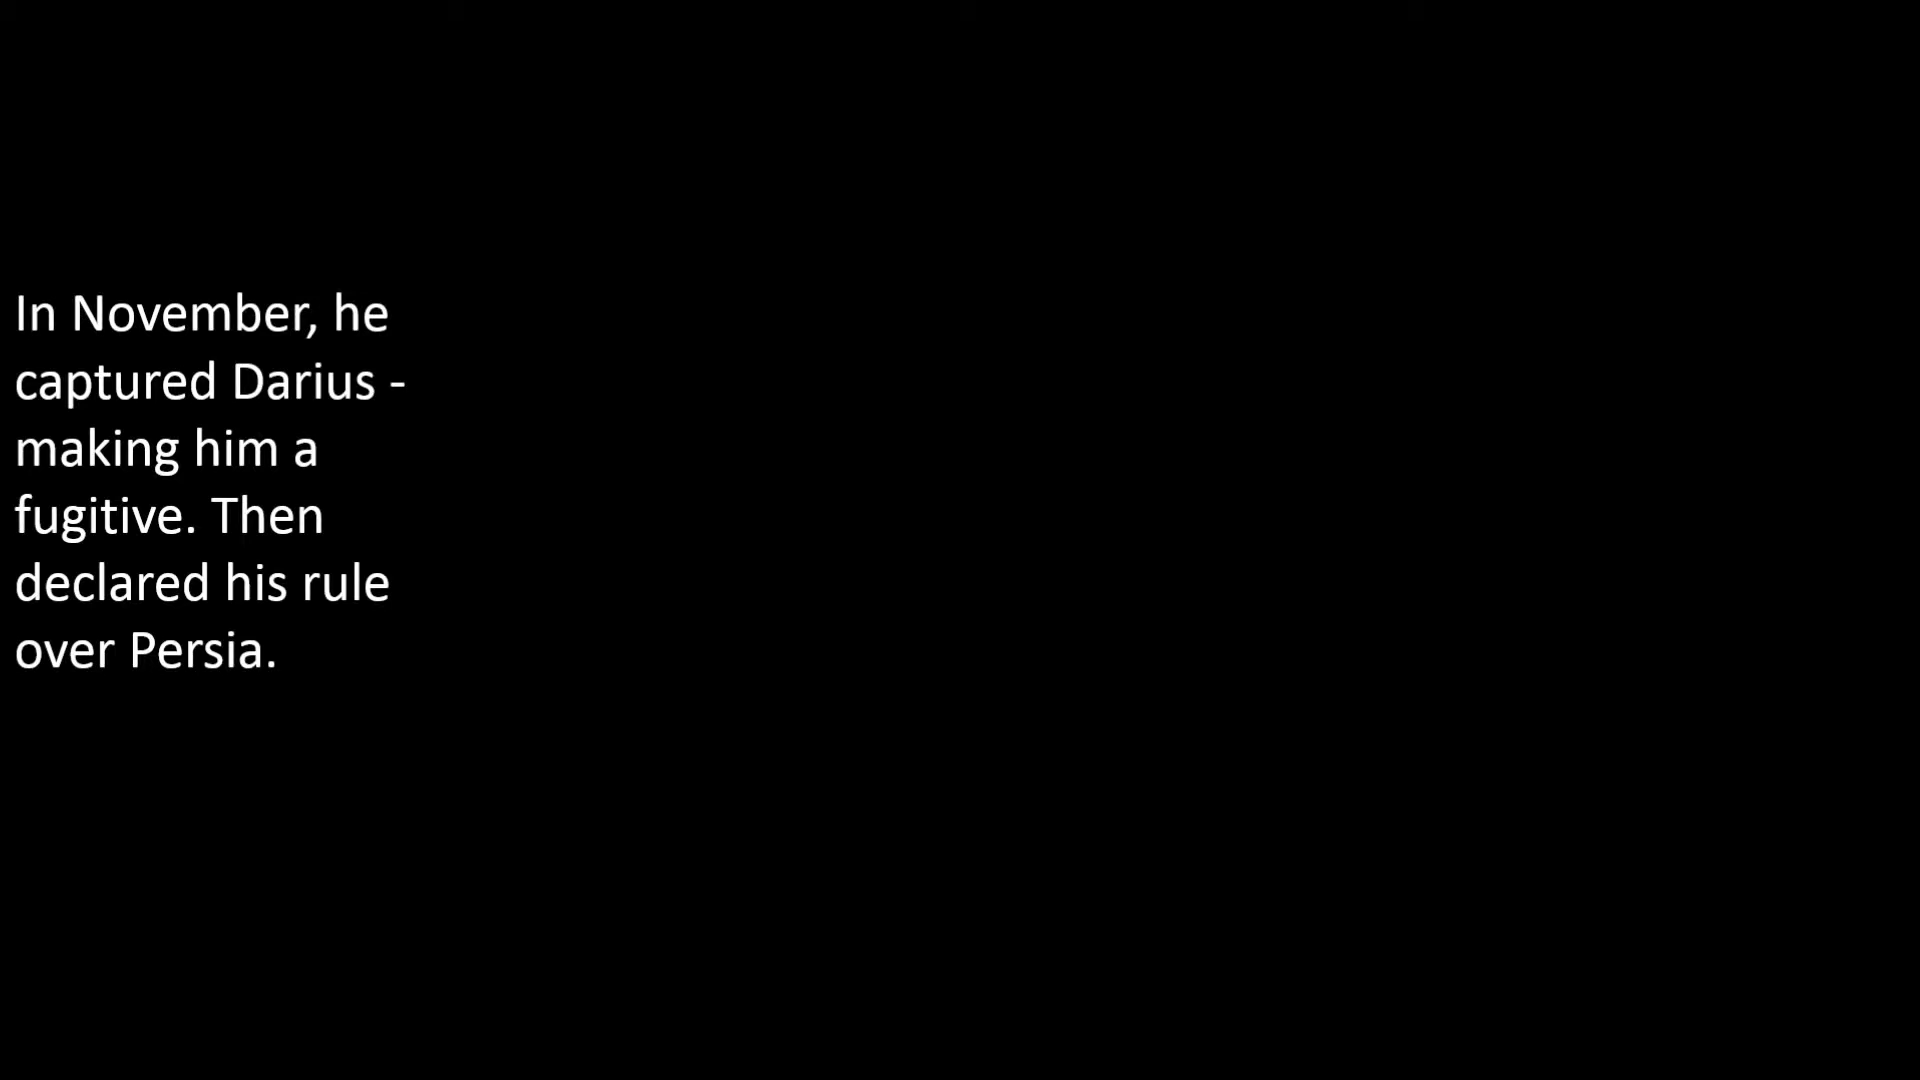 In November, he
captured Darius -
making him a
fugitive. Then
declared his rule
over Persia.